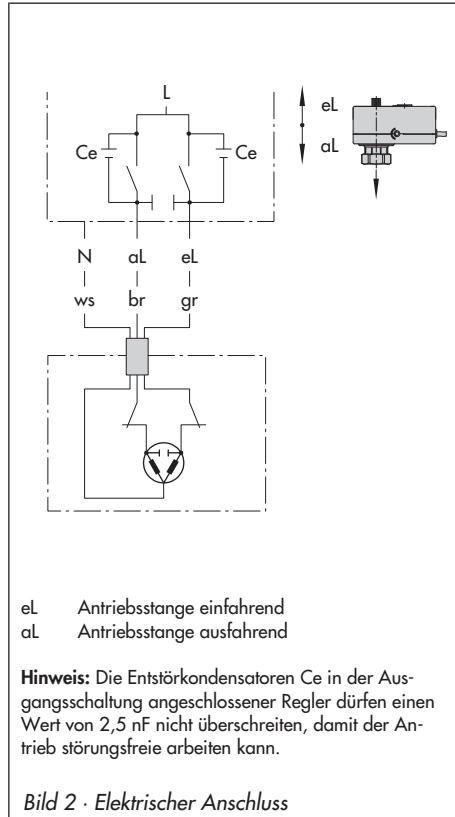 L
eL
aL
Ce Ce
N aL eL
ws br gr
eL Antriebsstange einfahrend
aL Antriebsstange ausfahrend
Hinweis: Die Entstörkondensatoren Ce in der Aus-
gangsschaltung angeschlossener Regler dürfen einen
Wert von 2,5 nF nicht überschreiten, damit der An-
trieb störungsfreie arbeiten kann.
Bild 2 · Elektrischer Anschluss